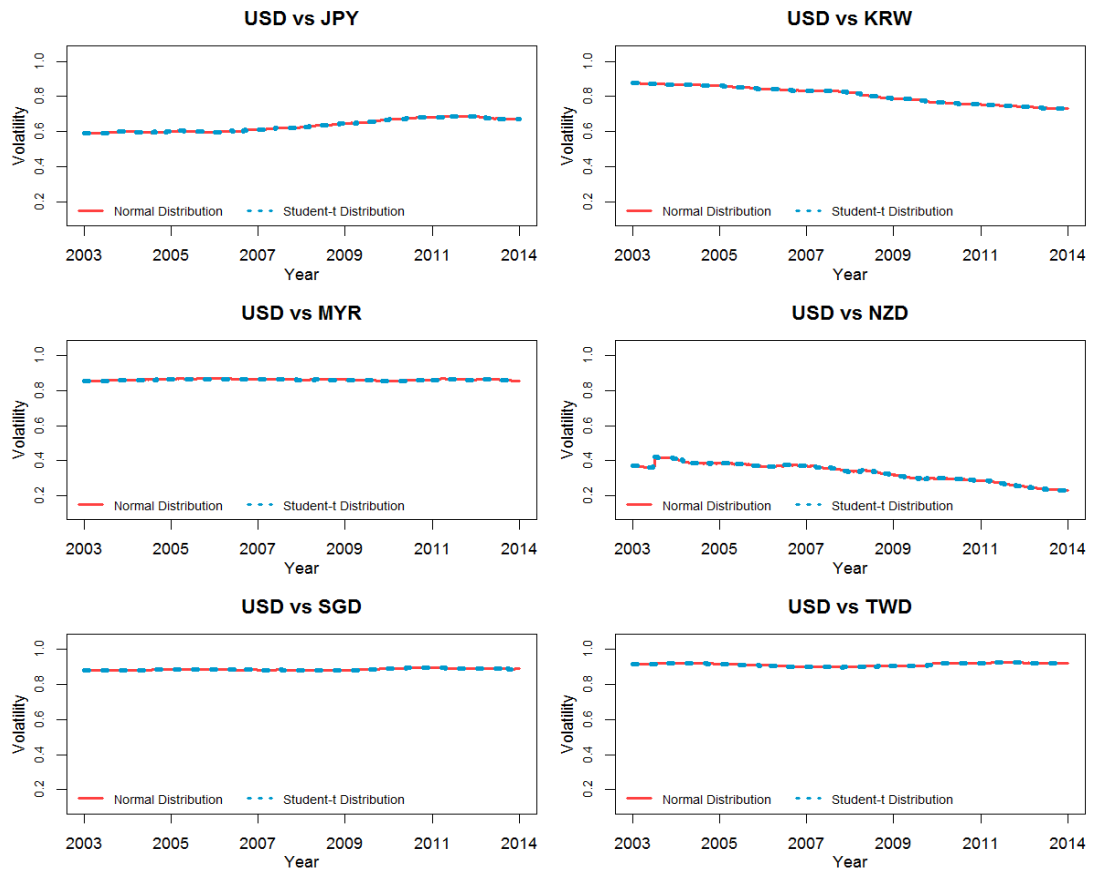 USD vs JPY
Volatility
1.0
0.8
0.6
0.4
0.2
Normal Distribution Student-t Distribution
2003 2005 2007 2009 2011 2014
Year
USD vs KRW
Volatility
1.0
0.8
0.6
0.4
0.2
Normal Distribution Student-t Distribution
2003 2005 2007 2009 2011 2014
Year
USD vs MYR
Volatility
1.0
0.8
0.6
0.4
0.2
Normal Distribution Student-t Distribution
2003 2005 2007 2009 2011 2014
Year
USD vs NZD
Volatility
1.0
0.8
0.6
0.4
0.2
Normal Distribution Student-t Distribution
2003 2005 2007 2009 2011 2014
Year
USD vs SGD
Volatility
1.0
0.8
0.6
0.4
0.2
Normal Distribution Student-t Distribution
2003 2005 2007 2009 2011 2014
Year
USD vs TWD
Volatility
1.0
0.8
0.6
0.4
0.2
Normal Distribution Student-t Distribution
2003 2005 2007 2009 2011 2014
Year